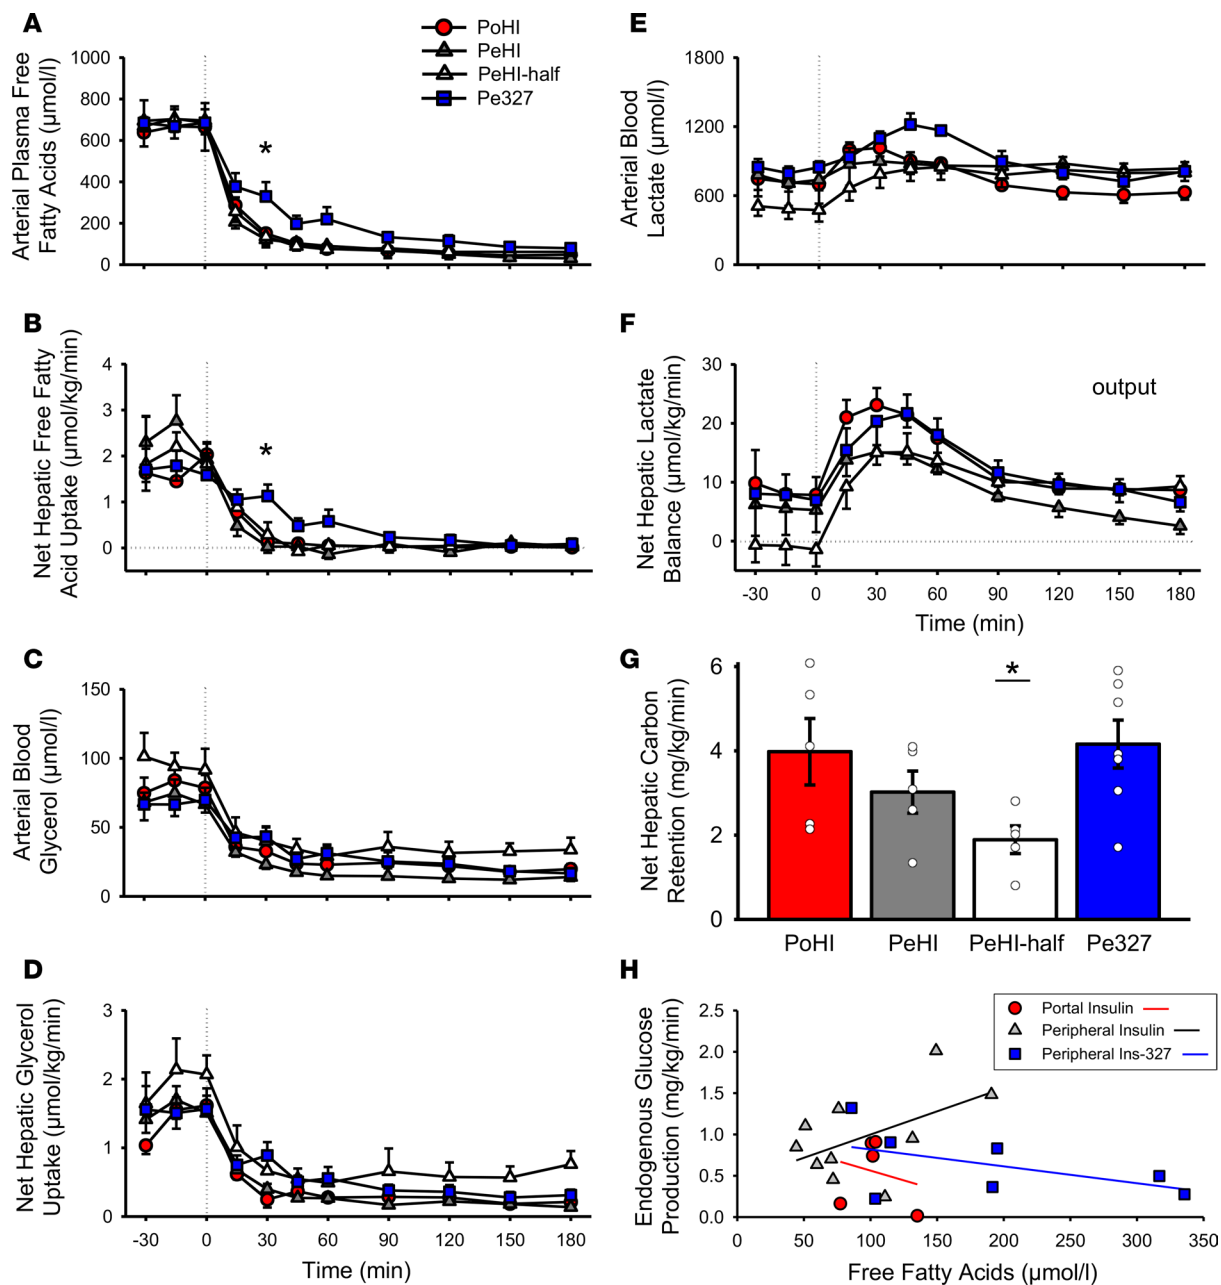 A
PoHI
PeHI
PeHI-half
Pe327
Arterial Plasma Free
Fatty Acids (μmol/l)
1000
800
600
400
200
0
*
B
Net Hepatic Free Fatty
Acid Uptake (μmol/kg/min)
4
3
2
1
0
*
C
Arterial Blood
Glycerol (μmol/l)
150
100
50
0
D
Net Hepatic Glycerol
Uptake (μmol/kg/min)
3
2
1
0
-30 0 30 60 90 120 150 180
Time (min)
E
Arterial Blood
Lactate (μmol/l)
1800
1200
600
0
F
Net Hepatic Lactate
Balance (μmol/kg/min)
30
20
10
0
output
-30 0 30 60 90 120 150 180
Time (min)
G
Net Hepatic Carbon
Retention (mg/kg/min)
6
4
2
0
*
PoHI PeHI PeHI-half Pe327
H
Endogenous Glucose
Production (mg/kg/min)
2.5
2.0
1.5
1.0
0.5
0.0
Portal Insulin
Peripheral Insulin
Peripheral Ins-327
0 50 100 150 200 250 300 350
Free Fatty Acids (μmol/l)